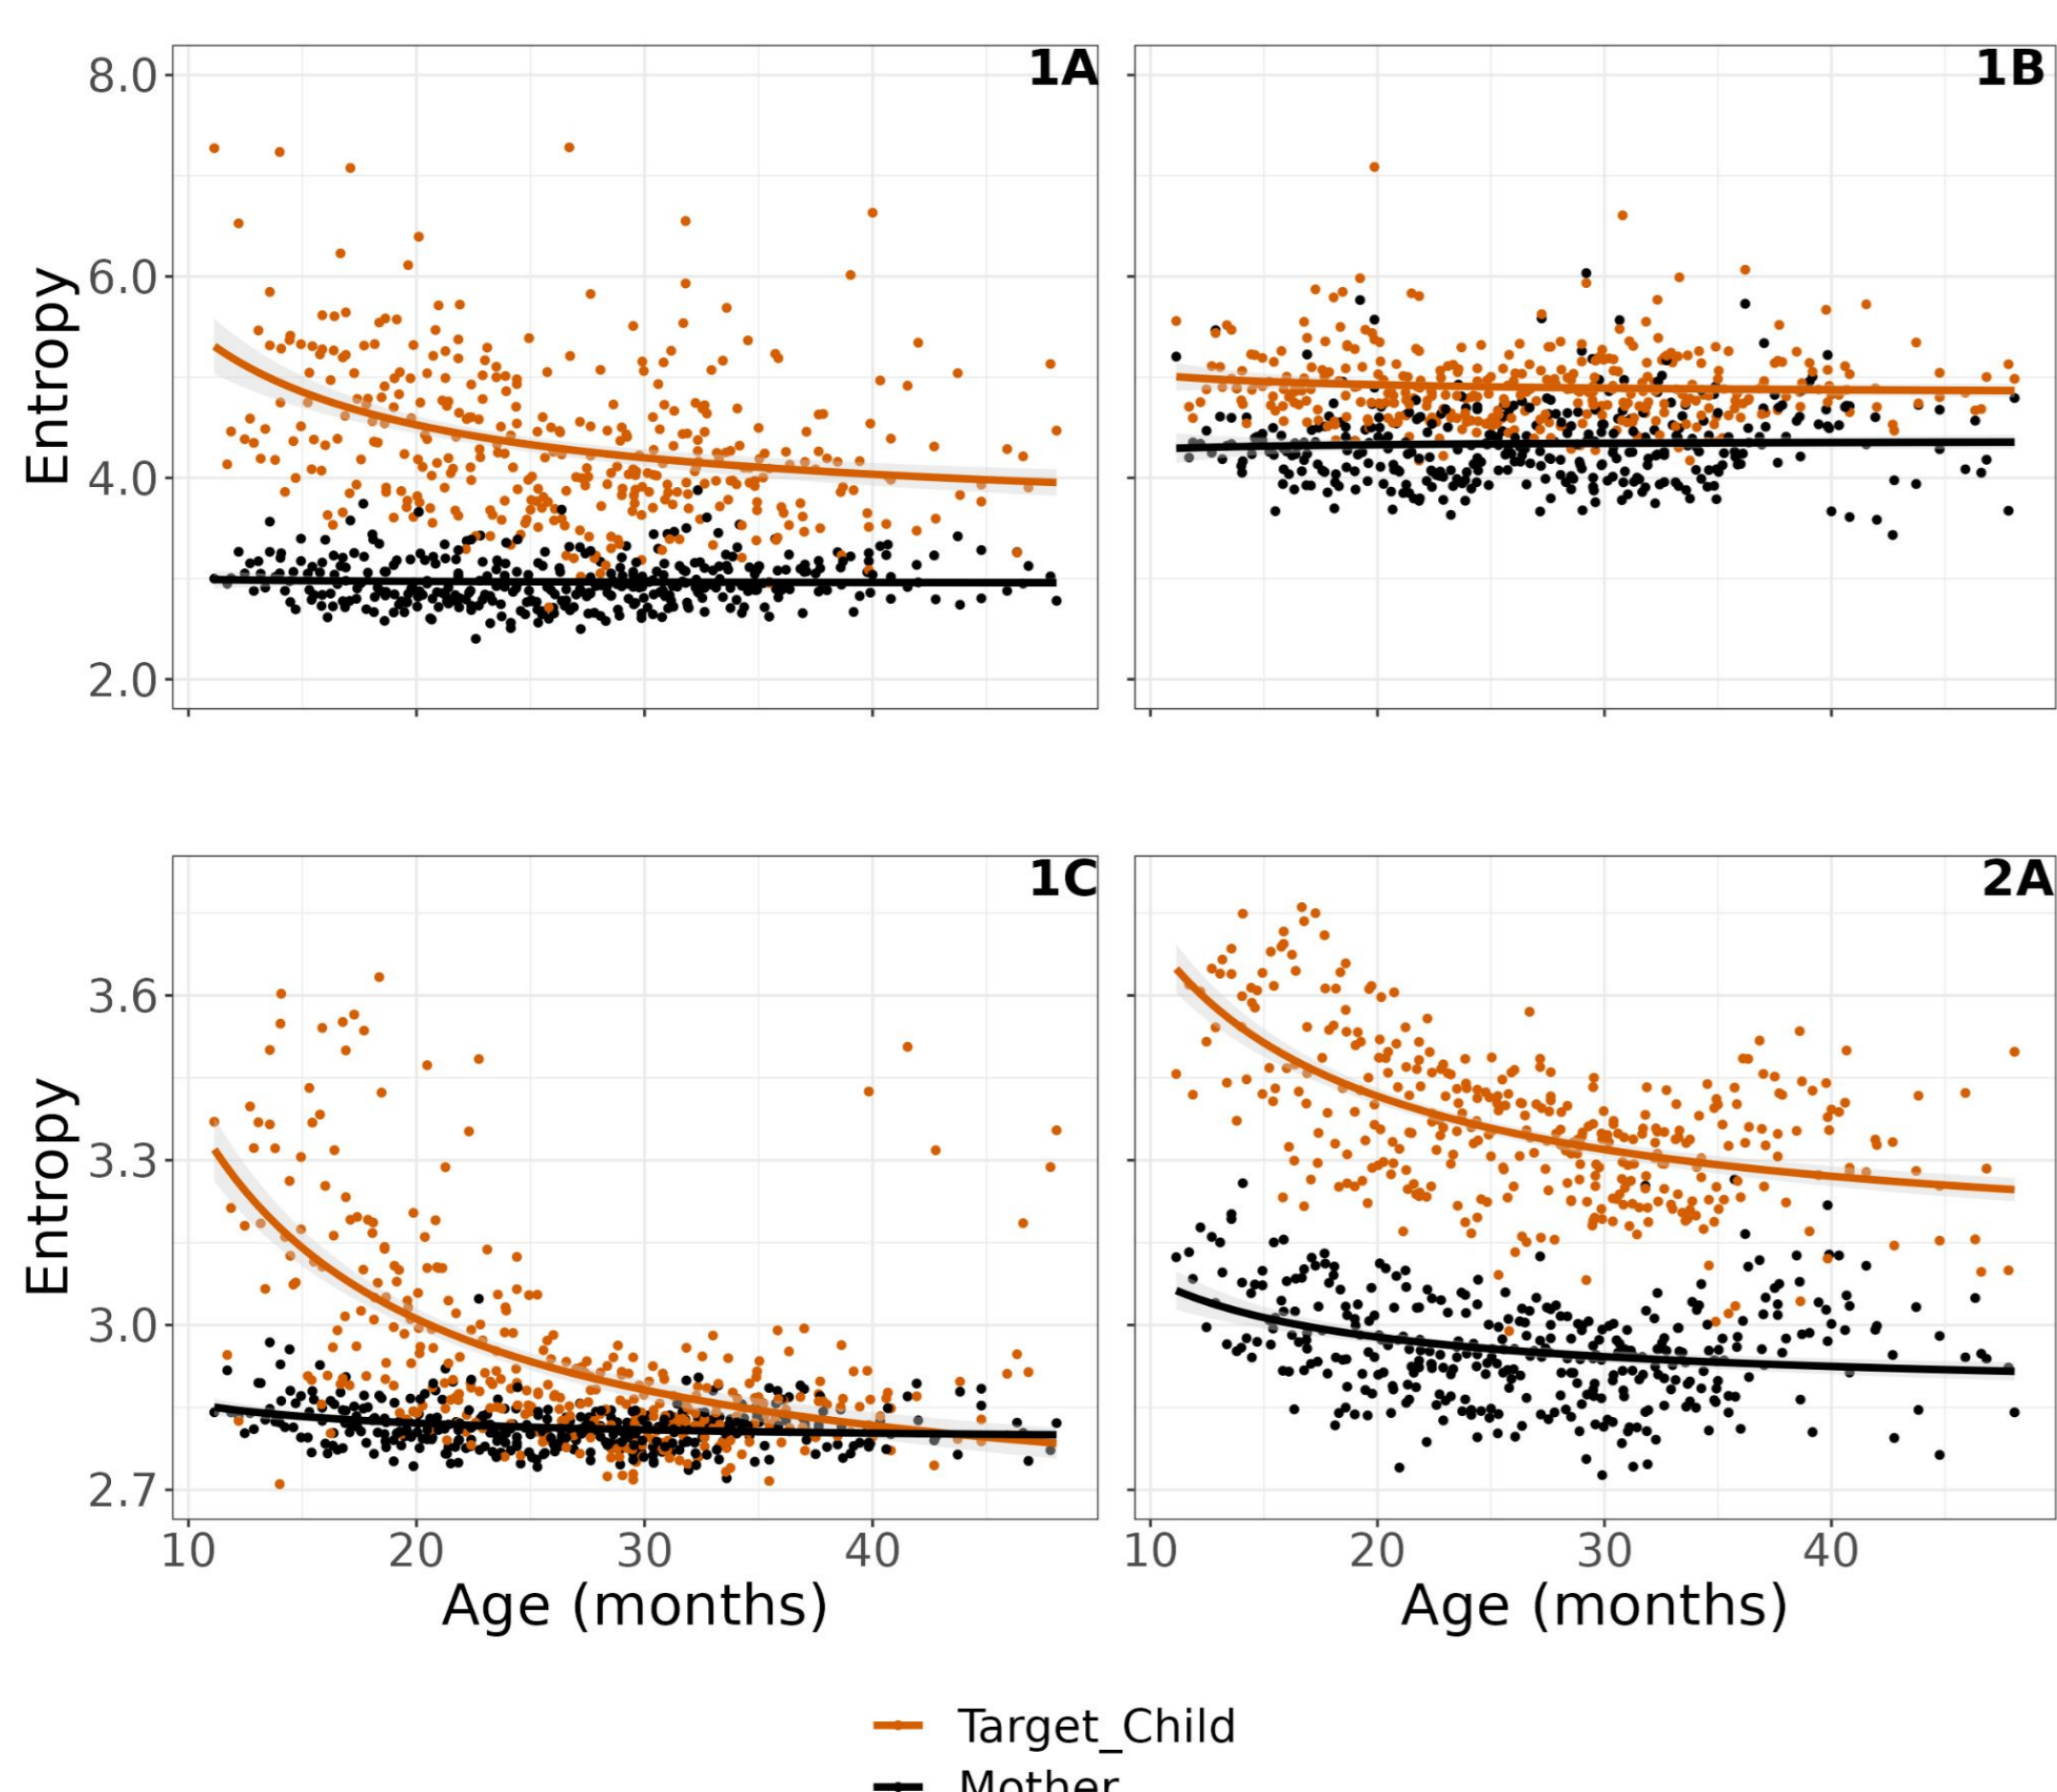 1A
1B
8.0
6.0
4.0
2.0
Entropy
1C
2A
3.6
3.3
3.0
2.7
Entropy
10 20 30 40
10 20 30 40
Age (months)
Age (months)
Target_Child
Mother